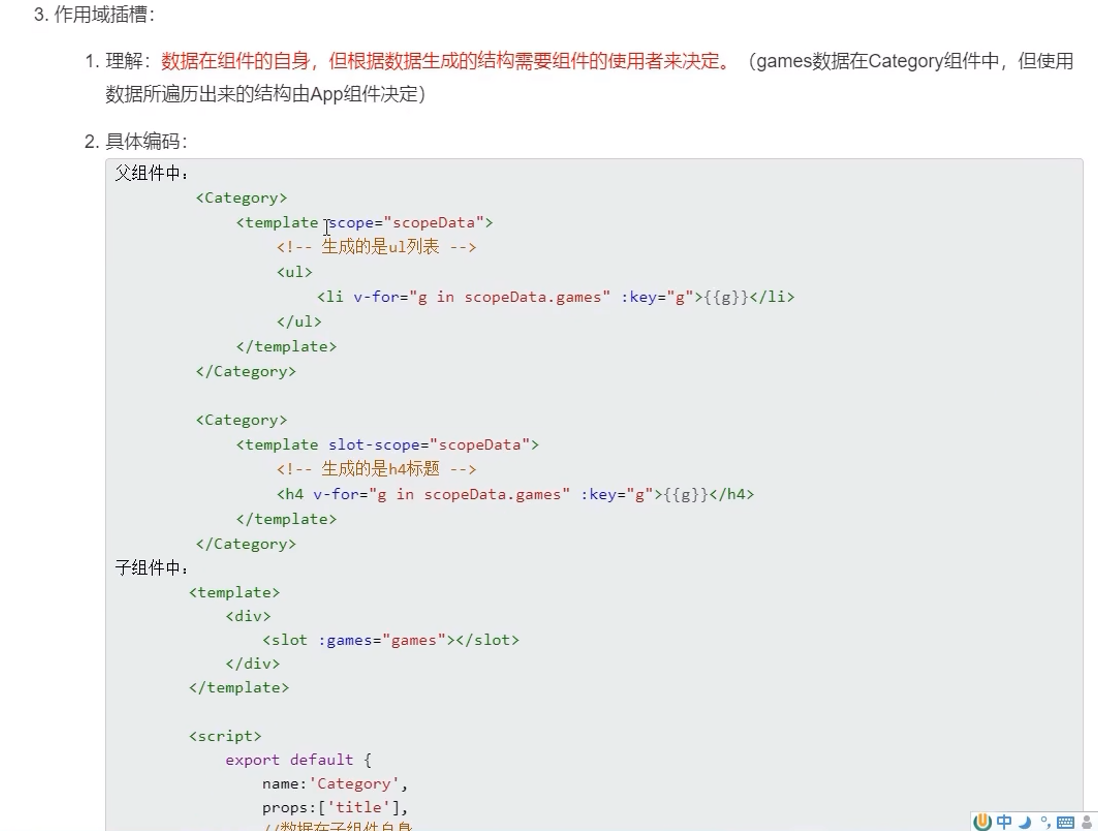 3. 作用域插槽：
1. 理解：数据在组件的自身，但根据数据生成的结构需要组件的使用者来决定。（games数据在Category组件中，但使用
数据所遍历出来的结构由App组件决定）
2. 具体编码：
父组件中：
<Category>
<template scope="scopeData">
<!-- 生成的是ul列表 -->
<ul>
<li v-for="g in scopeData.games" :key="g">{{g}}</li>
</ul>
</template>
</Category>
<Category>
<template slot-scope="scopeData">
<!-- 生成的是h4标题 -->
<h4 v-for="g in scopeData.games" :key="g">{{g}}</h4>
</template>
</Category>
子组件中：
<template>
<div>
<slot :games="games"></slot>
</div>
</template>
<script>
export default {
name:'Category',
props:['title'],
//数据在子组件自身
中